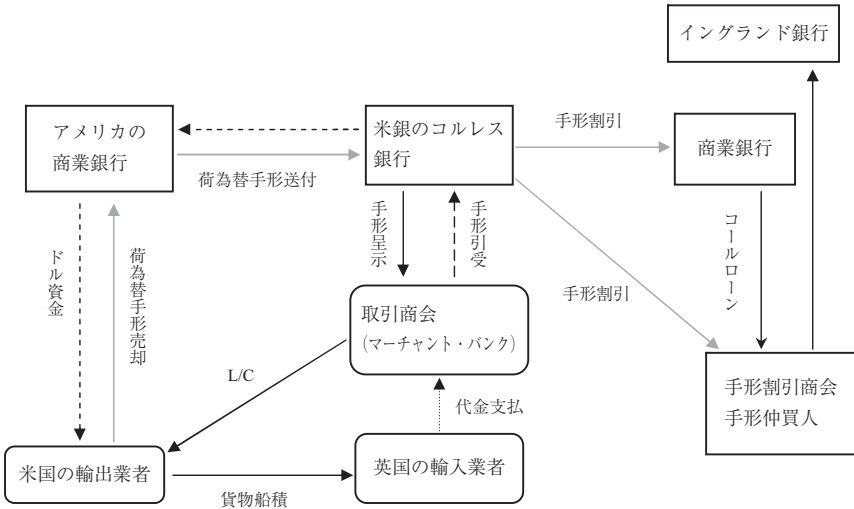 イングランド銀行
アメリカの
商業銀行
米銀のコルレス
銀行
手形割引
商業銀行
荷為替手形送付
手形呈示
手形引受
コールローン
ドル資金
荷為替手形売却
手形割引
取引商会
(マーチャント・バンク)
L/C
代金支払
手形割引商会
手形仲買人
米国の輸出業者
英国の輸入業者
貨物船積